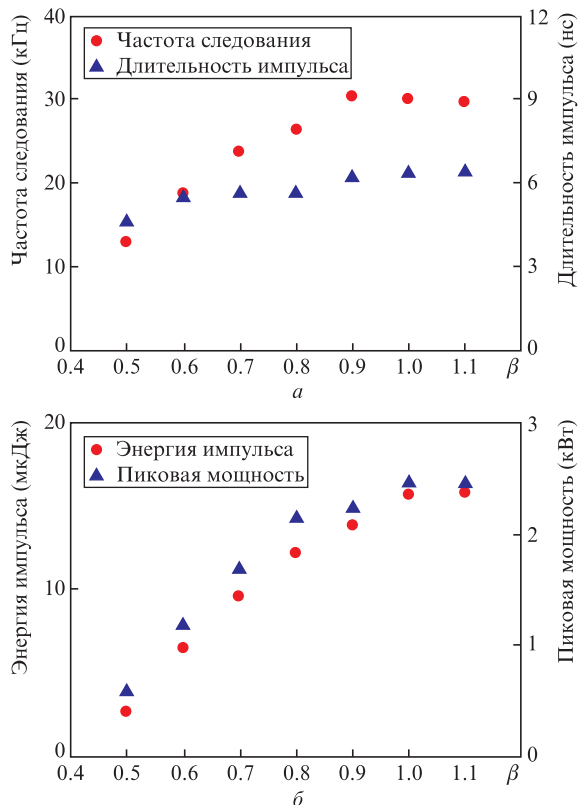 40
30
20
10
0
Частота следования (кГц)
Частота следования
Длительность импульса
12
9
6
3
0
Длительность импульса (нс)
0.4 0.5 0.6 0.7 0.8 0.9 1.0 1.1 β
а
20
10
0
Энергия импульса (мкДж)
Энергия импульса
Пиковая мощность
3
2
1
0
Пиковая мощность (кВт)
0.4 0.5 0.6 0.7 0.8 0.9 1.0 1.1 β
б